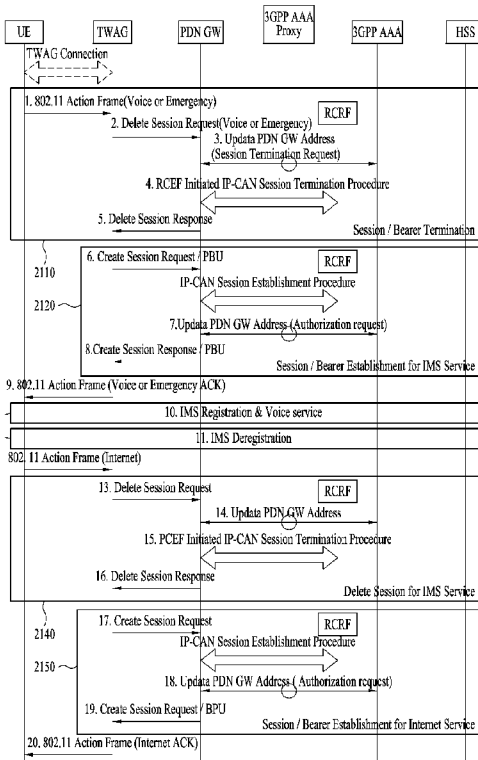 UE
TWAG
PDN GW
3GPP AAA
Proxy
3GPP AAA
HSS
TWAG Connection
1. 802.11 Action Frame(Voice or Emergency)
RCRF
2. Delete Session Request(Voice or Emergency)
3. Updata PDN GW Address
(Session Termination Request)
4. RCEF Initiated IP-CAN Session Termination Procedure
5. Delete Session Response
Session / Bearer Termination
2110
6. Create Session Request / PBU
RCRF
2120
IP-CAN Session Establishment Procedure
7.Updata PDN GW Address (Authorization request)
8.Create Session Response / PBU
Session / Bearer Establishment for IMS Service
9. 802.11 Action Frame (Voice or Emergency ACK)
10. IMS Registration & Voice service
11. IMS Deregistration
802. 11 Action Frame (Internet)
13. Delete Session Request
RCRF
14. Updata PDN GW Address
15. PCEF Initiated IP-CAN Session Termination Procedure
16. Delete Session Response
Delete Session for IMS Service
2140
17. Create Session Request
RCRF
2150
IP-CAN Session Establishment Procedure
18. Updata PDN GW Address ( Authorization request)
19. Create Session Request / BPU
Session / Bearer Establishment for Internet Service
20. 802.11 Action Frame (Internet ACK)